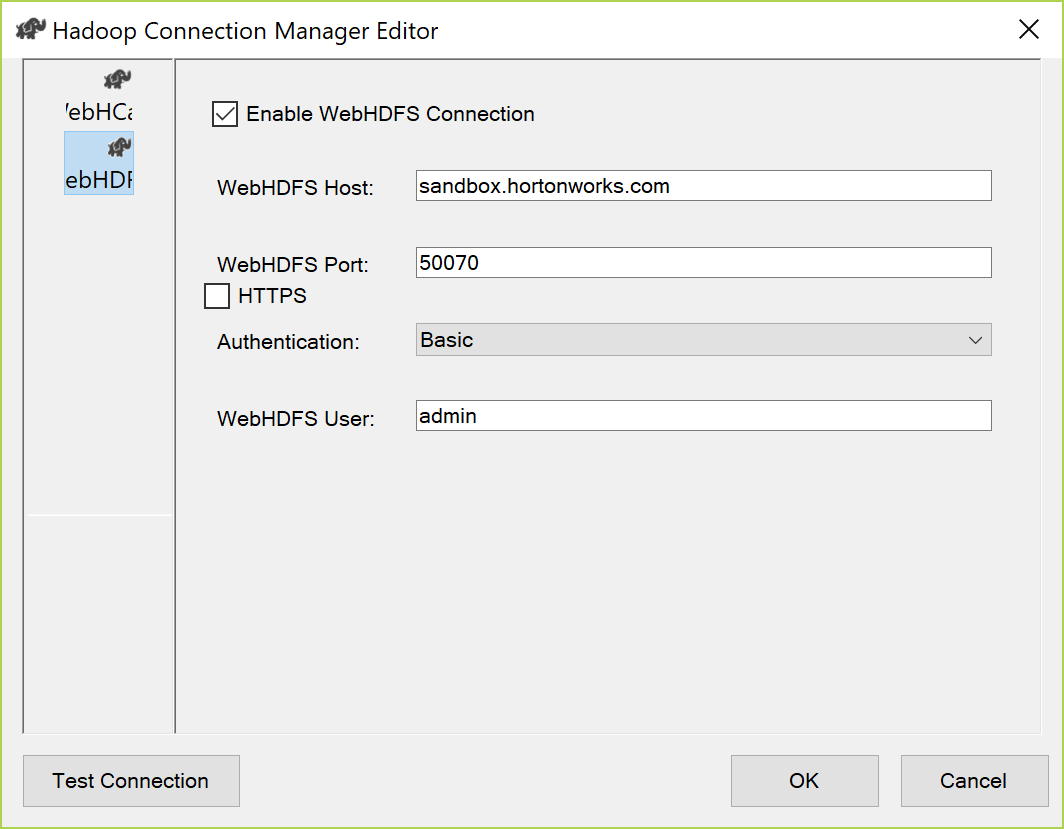 Hadoop Connection Manager Editor
ebHCa
ebHDF
Enable WebHDFS Connection
WebHDFS Host: sandbox.hortonworks.com
WebHDFS Port: 50070
HTTPS
Authentication: Basic
WebHDFS User: admin
Test Connection OK Cancel